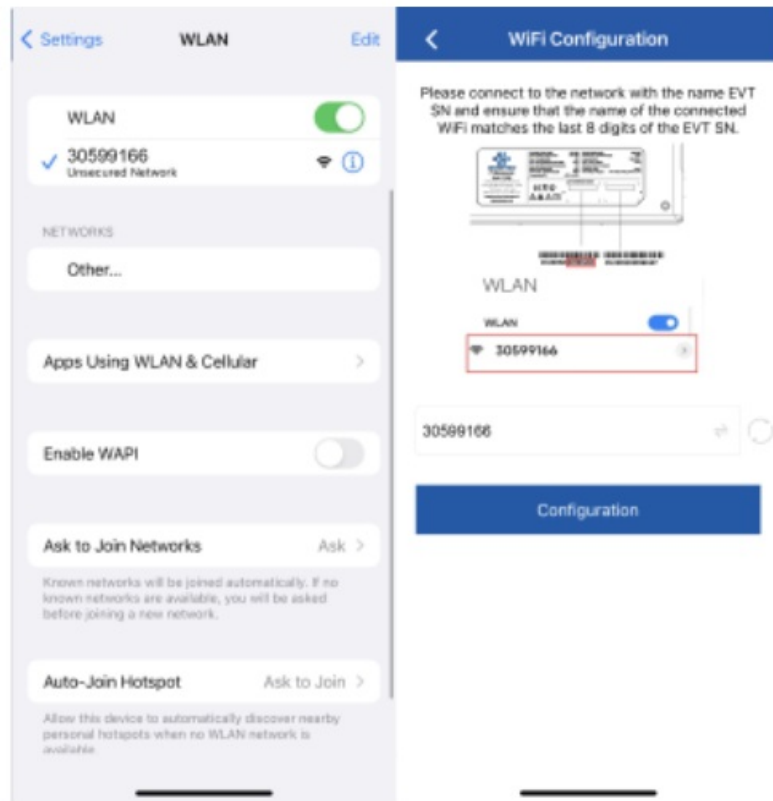 Settings
WLAN
Edit
WLAN
30599166
Unsecured Network
NETWORKS
Other...
Apps Using WLAN & Cellular
Enable WAPI
Ask to Join Networks
Ask
Known networks will be joined automatically. If no
known networks are available, you will be asked
before joining a new network.
Auto-Join Hotspot
Ask to Join
Allow this device to automatically discover nearby
personal hotspots when no WLAN network is
available
WiFi Configuration
Please connect to the network with the name EVT
SN and ensure that the name of the connected
WiFi matches the last 8 digits of the EVT SN.
WLAN
WLAN
30599166
30599166
Configuration